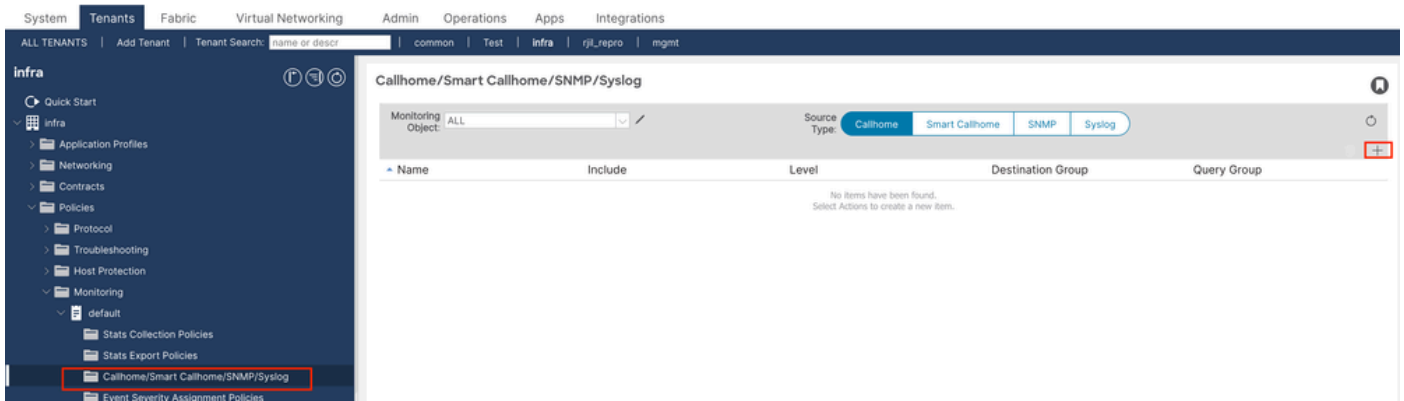 System Tenants Fabric Virtual Networking Admin Operations Apps Integrations
ALL TENANTS | Add Tenant | Tenant Search: name or descr | common | Test | infra | rjil_repro | mgmt
infra
Quick Start
infra
Application Profiles
Networking
Contracts
Policies
Protocol
Troubleshooting
Host Protection
Monitoring
default
Stats Collection Policies
Stats Export Policies
Callhome/Smart Callhome/SNMP/Syslog
Event Severity Assignment Policies
Callhome/Smart Callhome/SNMP/Syslog
Monitoring Object: ALL
Source Type: Callhome Smart Callhome SNMP Syslog
Name Include Level Destination Group Query Group
No items have been found.
Select Actions to create a new item.